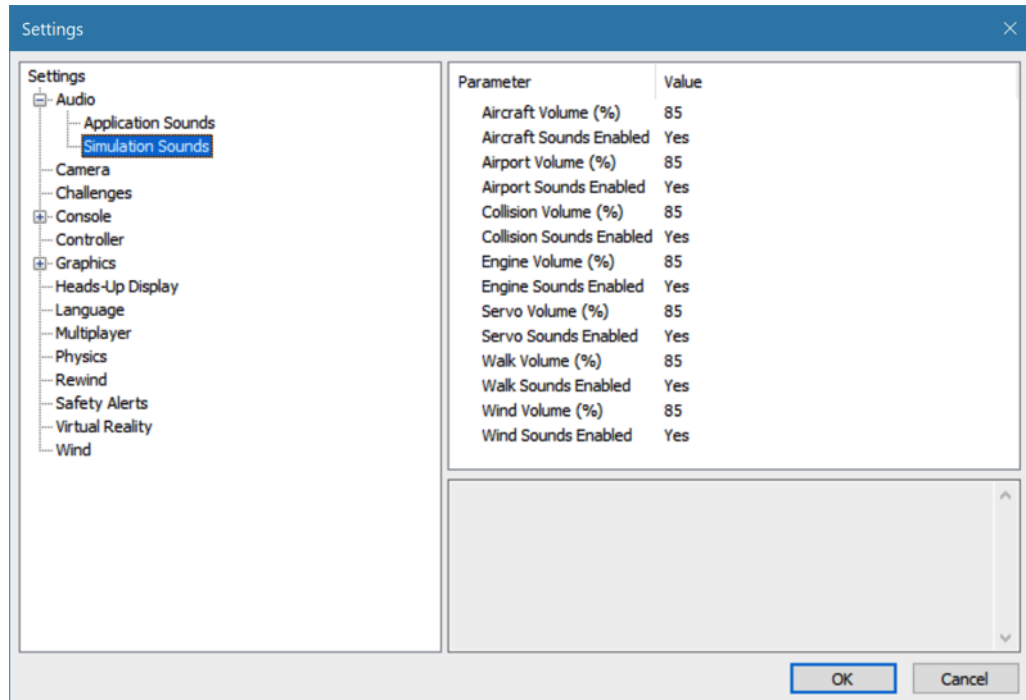 Settings
Settings
Audio
Application Sounds
Simulation Sounds
Camera
Challenges
Console
Controller
Graphics
Heads-Up Display
Language
Multiplayer
Physics
Rewind
Safety Alerts
Virtual Reality
Wind
Parameter Value
Aircraft Volume (%) 85
Aircraft Sounds Enabled Yes
Airport Volume (%) 85
Airport Sounds Enabled Yes
Collision Volume (%) 85
Collision Sounds Enabled Yes
Engine Volume (%) 85
Engine Sounds Enabled Yes
Servo Volume (%) 85
Servo Sounds Enabled Yes
Walk Volume (%) 85
Walk Sounds Enabled Yes
Wind Volume (%) 85
Wind Sounds Enabled Yes
OK Cancel